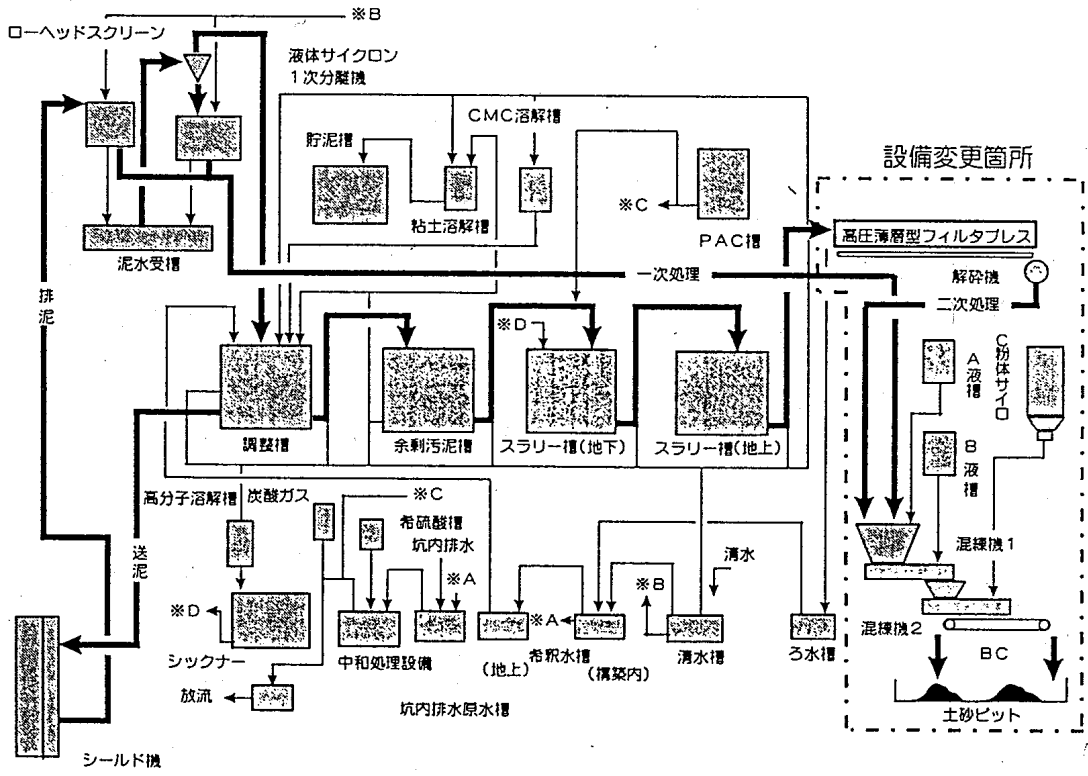 ※B
ローヘッドスクリーン
液体サイクロン
1次分離機
CMC溶解槽
貯泥槽
設備変更箇所
※C
粘土溶解槽
PAC槽
高圧薄層型フィルタプレス
泥水受槽
一次処理
解砕機
排泥
二次処理
※D
A液槽
C粉体サイロ
調整槽
余剰汚泥槽
スラリー槽(地下)
スラリー槽(地上)
B液槽
高分子溶解槽
炭酸ガス
※C
希硫酸槽
坑内排水
混練機1
送泥
清水
※A
※B
※D
※A
混練機2
シックナー
中和処理設備
(地上)
希釈水槽
(構築内)
清水槽
ろ水槽
BC
放流
坑内排水原水槽
土砂ピット
シールド機